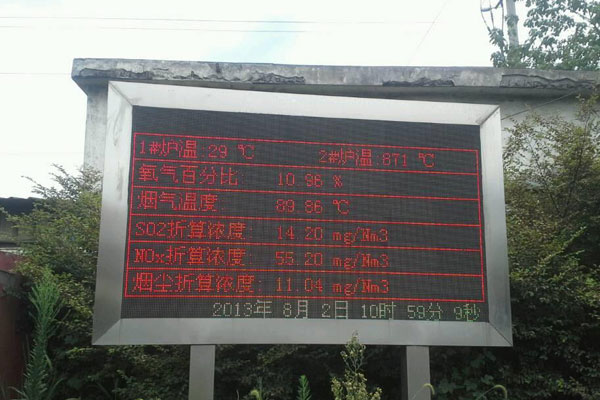 1#炉温:29 ℃ 2#炉温 871 ℃
氧气百分比: 10.96 %
烟气温度: 89.86 ℃
SO2折算浓度: 14.20 mg/Nm3
NOx折算浓度: 55.20 mg/Nm3
烟尘折算浓度: 11.04 mg/Nm3
2013年 8月 2日 10时 59分 9秒